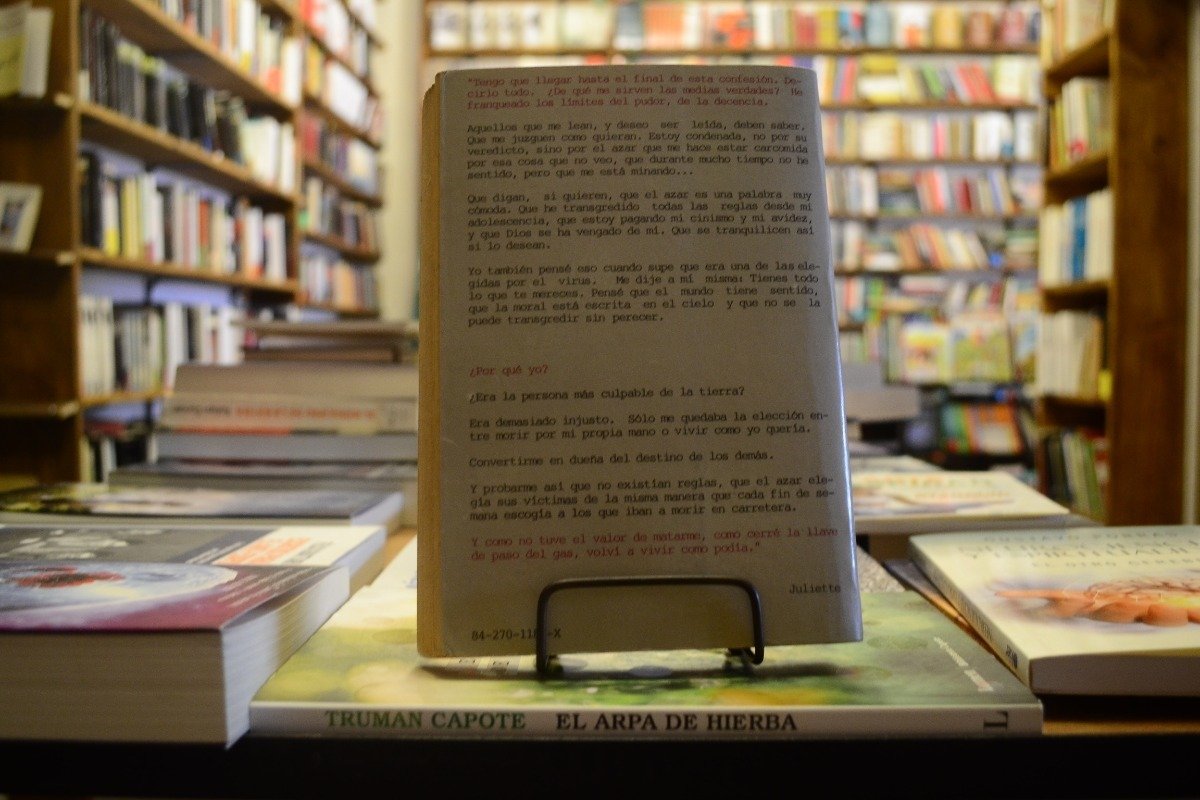 "Tengo que llegar hasta el final de esta confesión. De-
cirlo todo. ¿De qué me sirven las medias verdades? He
franqueado los límites del pudor, de la decencia.
Aquellos que me lean, y deseo ser leída, deben saber,
Que me juzguen como quieran. Estoy condenada, no por su
veredicto, sino por el azar que me hace estar carcomida
por esa cosa que no veo, que durante mucho tiempo no he
sentido, pero que me está minando...
Que digan, si quieren, que el azar es una palabra muy
cómoda. Que he transgredido todas las reglas desde mi
adolescencia, que estoy pagando mi cinismo y mi avidez,
y que Dios se ha vengado de mí. Que se tranquilicen así
si lo desean.
Yo también pensé eso cuando supe que era una de las ele-
gidas por el virus. Me dije a mí misma: Tienes todo
lo que te mereces. Pensé que el mundo tiene sentido,
que la moral está escrita en el cielo y que no se la
puede transgredir sin perecer.
¿Por qué yo?
¿Era la persona más culpable de la tierra?
Era demasiado injusto. Sólo me quedaba la elección en-
tre morir por mi propia mano o vivir como yo quería.
Convertirme en dueña del destino de los demás.
Y probarme así que no existían reglas, que el azar ele-
gía sus víctimas de la misma manera que cada fin de se-
mana escogía a los que iban a morir en carretera.
Y como no tuve el valor de matarme, como cerré la llave
de paso del gas, volví a vivir como podía."
Juliette
TRUMAN CAPOTE EL ARPA DE HIERBA